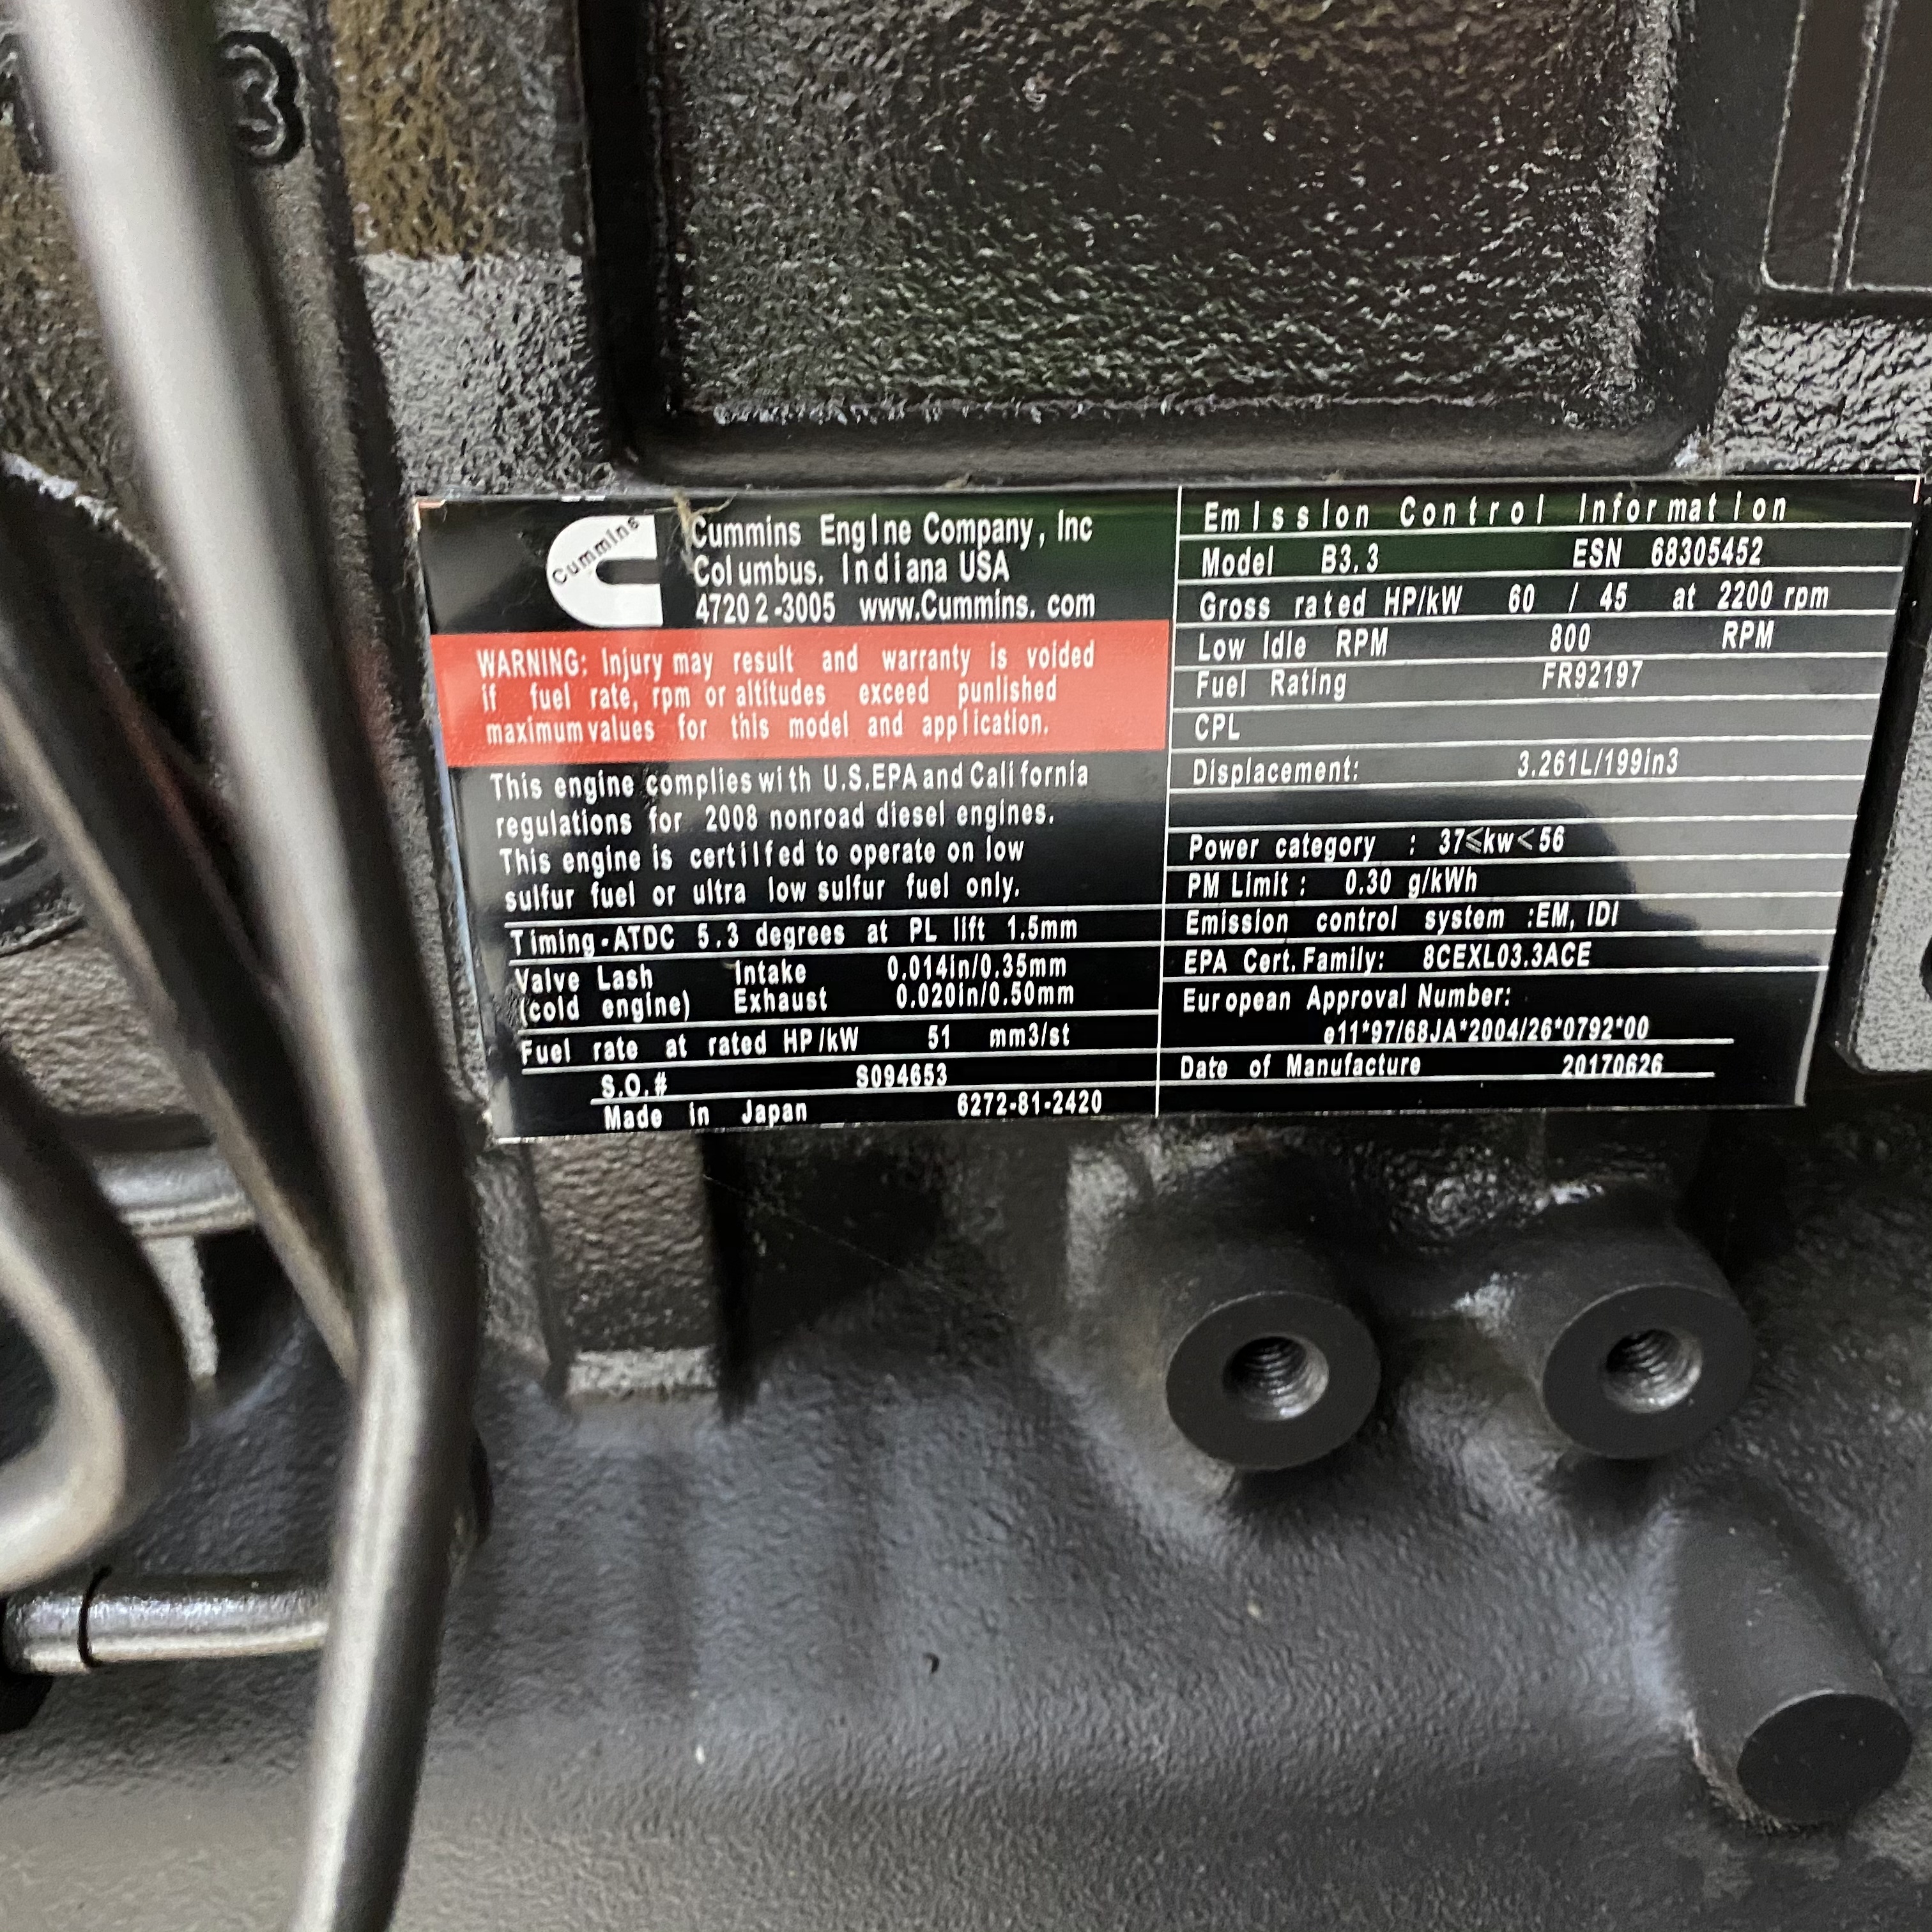 3
Cummins
Cummins Engine Company, Inc
Columbus, Indiana USA
47202-3005 www.Cummins.com
WARNING: Injury may result and warranty is voided
if fuel rate, rpm or altitudes exceed punlished
maximum values for this model and application.
This engine complies with U.S.EPA and California
regulations for 2008 nonroad diesel engines.
This engine is certilfed to operate on low
sulfur fuel or ultra low sulfur fuel only.
Timing-ATDC 5.3 degrees at PL lift 1.5mm
Valve Lash Intake 0.014in/0.35mm
(cold engine) Exhaust 0.020in/0.50mm
Fuel rate at rated HP/kW 51 mm3/st
S.O.# S094653
Made in Japan 6272-81-2420
Emission Control Information
Model B3.3 ESN 68305452
Gross rated HP/kW 60 / 45 at 2200 rpm
Low Idle RPM 800 RPM
Fuel Rating FR92197
CPL
Displacement: 3.261L/199in3
Power category : 37≤kw<56
PM Limit: 0.30 g/kWh
Emission control system :EM, IDI
EPA Cert.Family: 8CEXL03.3ACE
European Approval Number:
e11*97/68JA*2004/26*0792*00
Date of Manufacture 20170626